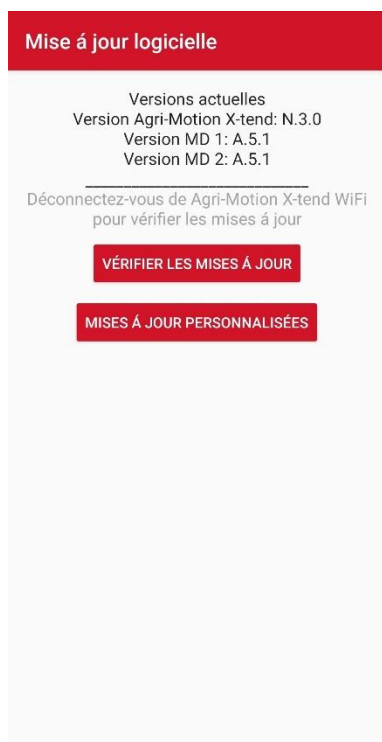 Mise á jour logicielle
Versions actuelles
Version Agri-Motion X-tend: N.3.0
Version MD 1: A.5.1
Version MD 2: A.5.1
Déconnectez-vous de Agri-Motion X-tend WiFi
pour vérifier les mises á jour
VÉRIFIER LES MISES Á JOUR
MISES Á JOUR PERSONNALISÉES